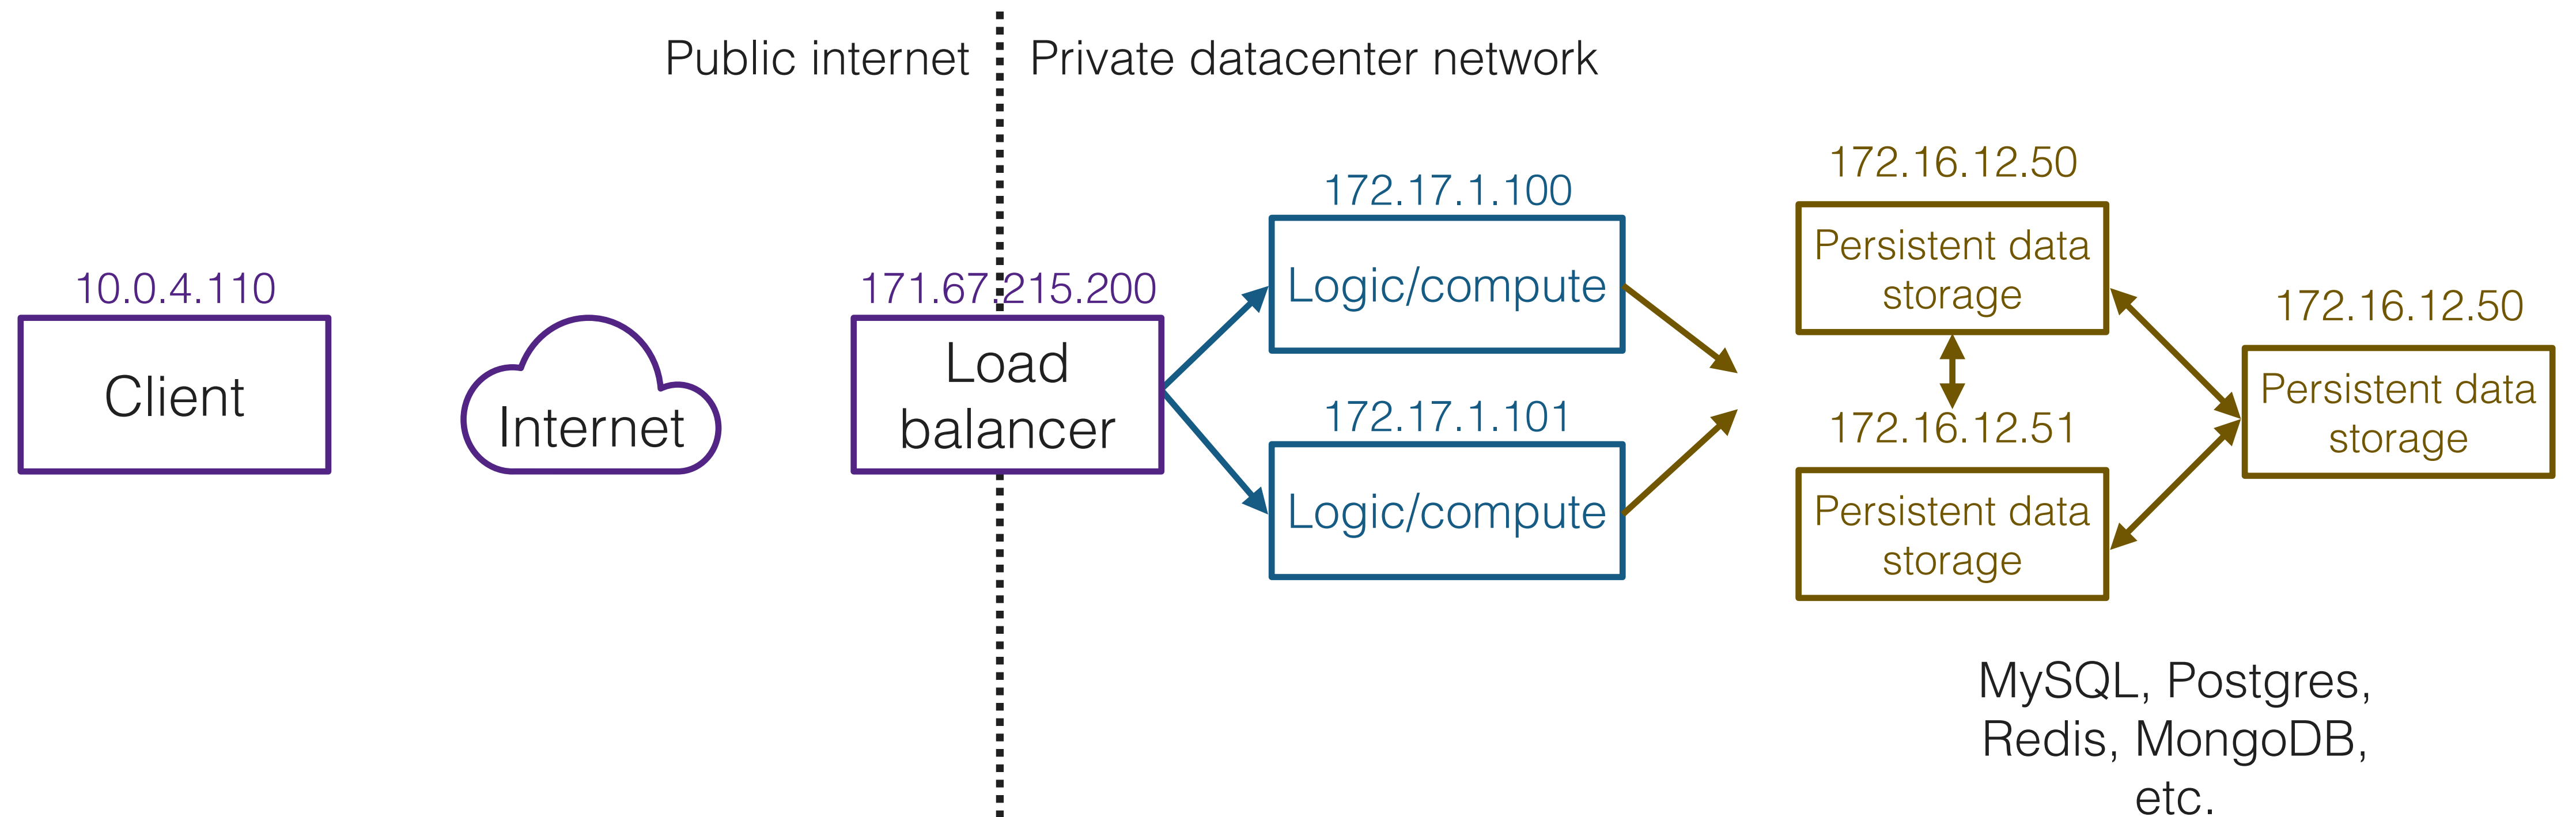 Public internet
Private datacenter network
10.0.4.110
Client
Internet
171.67.215.200
Load
balancer
172.17.1.100
Logic/compute
172.17.1.101
Logic/compute
172.16.12.50
Persistent data
storage
172.16.12.51
Persistent data
storage
172.16.12.50
Persistent data
storage
MySQL, Postgres,
Redis, MongoDB,
etc.